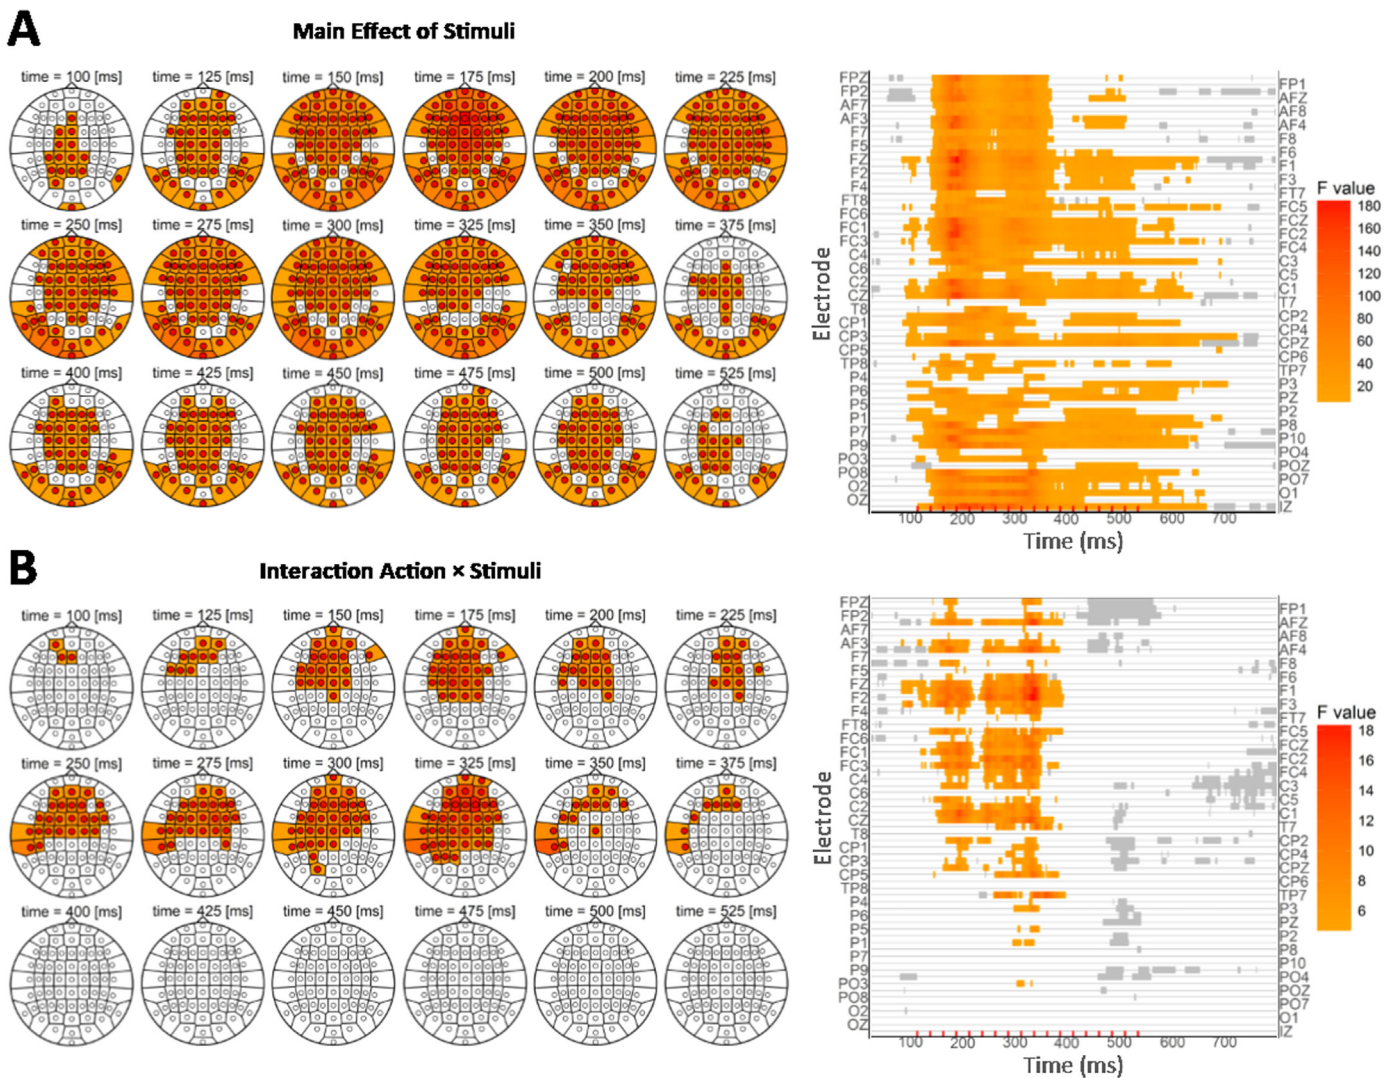 A
Main Effect of Stimuli
time = 100 [ms] time = 125 [ms] time = 150 [ms] time = 175 [ms] time = 200 [ms] time = 225 [ms]
time = 250 [ms] time = 275 [ms] time = 300 [ms] time = 325 [ms] time = 350 [ms] time = 375 [ms]
time = 400 [ms] time = 425 [ms] time = 450 [ms] time = 475 [ms] time = 500 [ms] time = 525 [ms]
Electrode
FPZ
FP1
FP2
AFZ
AF7
AF8
AF3
AF4
F7
F8
F5
F6
FZ
F1
F2
F3
F4
FT7
FT8
FC5
FC6
FCZ
FC1
FC2
FC3
FC4
C4
C3
C6
C5
C2
C1
CZ
T7
T8
CP2
CP1
CP4
CP3
CPZ
CP5
CP6
TP8
TP7
P4
P3
P6
PZ
P5
P2
P1
P8
P7
P10
P9
PO4
PO3
POZ
PO8
PO7
O2
O1
OZ
IZ
100 200 300 400 500 600 700
Time (ms)
F value
180
160
140
120
100
80
60
40
20
B
Interaction Action × Stimuli
time = 100 [ms] time = 125 [ms] time = 150 [ms] time = 175 [ms] time = 200 [ms] time = 225 [ms]
time = 250 [ms] time = 275 [ms] time = 300 [ms] time = 325 [ms] time = 350 [ms] time = 375 [ms]
time = 400 [ms] time = 425 [ms] time = 450 [ms] time = 475 [ms] time = 500 [ms] time = 525 [ms]
Electrode
FPZ
FP1
FP2
AFZ
AF7
AF8
AF3
AF4
F7
F8
F5
F6
FZ
F1
F2
F3
F4
FT7
FT8
FC5
FC6
FCZ
FC1
FC2
FC3
FC4
C4
C3
C6
C5
C2
C1
CZ
T7
T8
CP2
CP1
CP4
CP3
CPZ
CP5
CP6
TP8
TP7
P4
P3
P6
PZ
P5
P2
P1
P8
P7
P10
P9
PO4
PO3
POZ
PO8
PO7
O2
O1
OZ
IZ
100 200 300 400 500 600 700
Time (ms)
F value
18
16
14
12
10
8
6